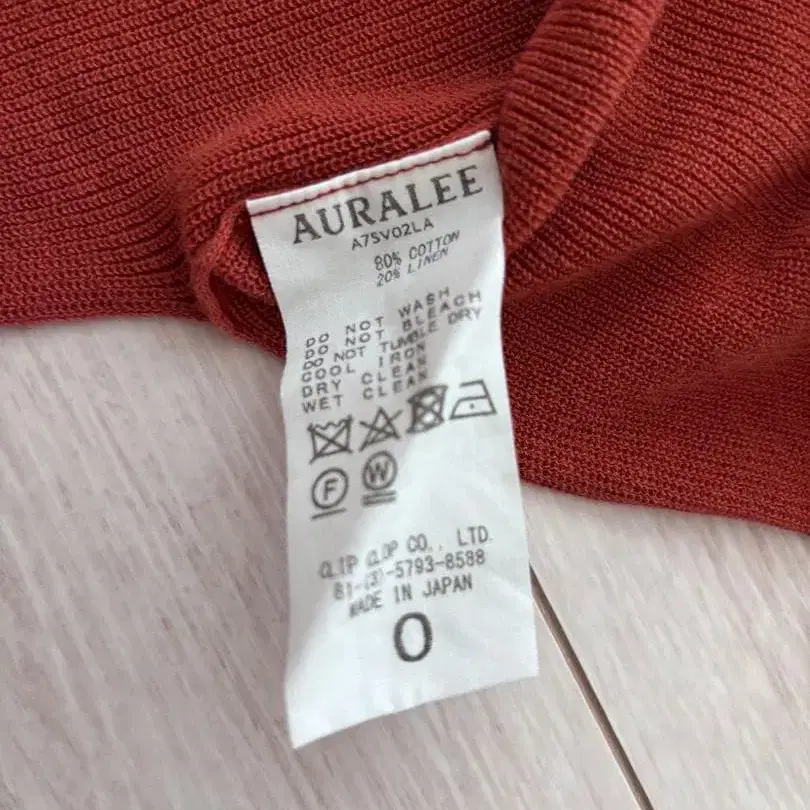 AURALEE
A7SV02LA
80% COTTON
20% LINEN
DO NOT WASH
DO NOT BLEACH
DO NOT TUMBLE DRY
COOL IRON
DRY CLEAN
WET CLEAN
F W
CLIP CLOP CO., LTD.
81-(3)-5793-8588
MADE IN JAPAN
0